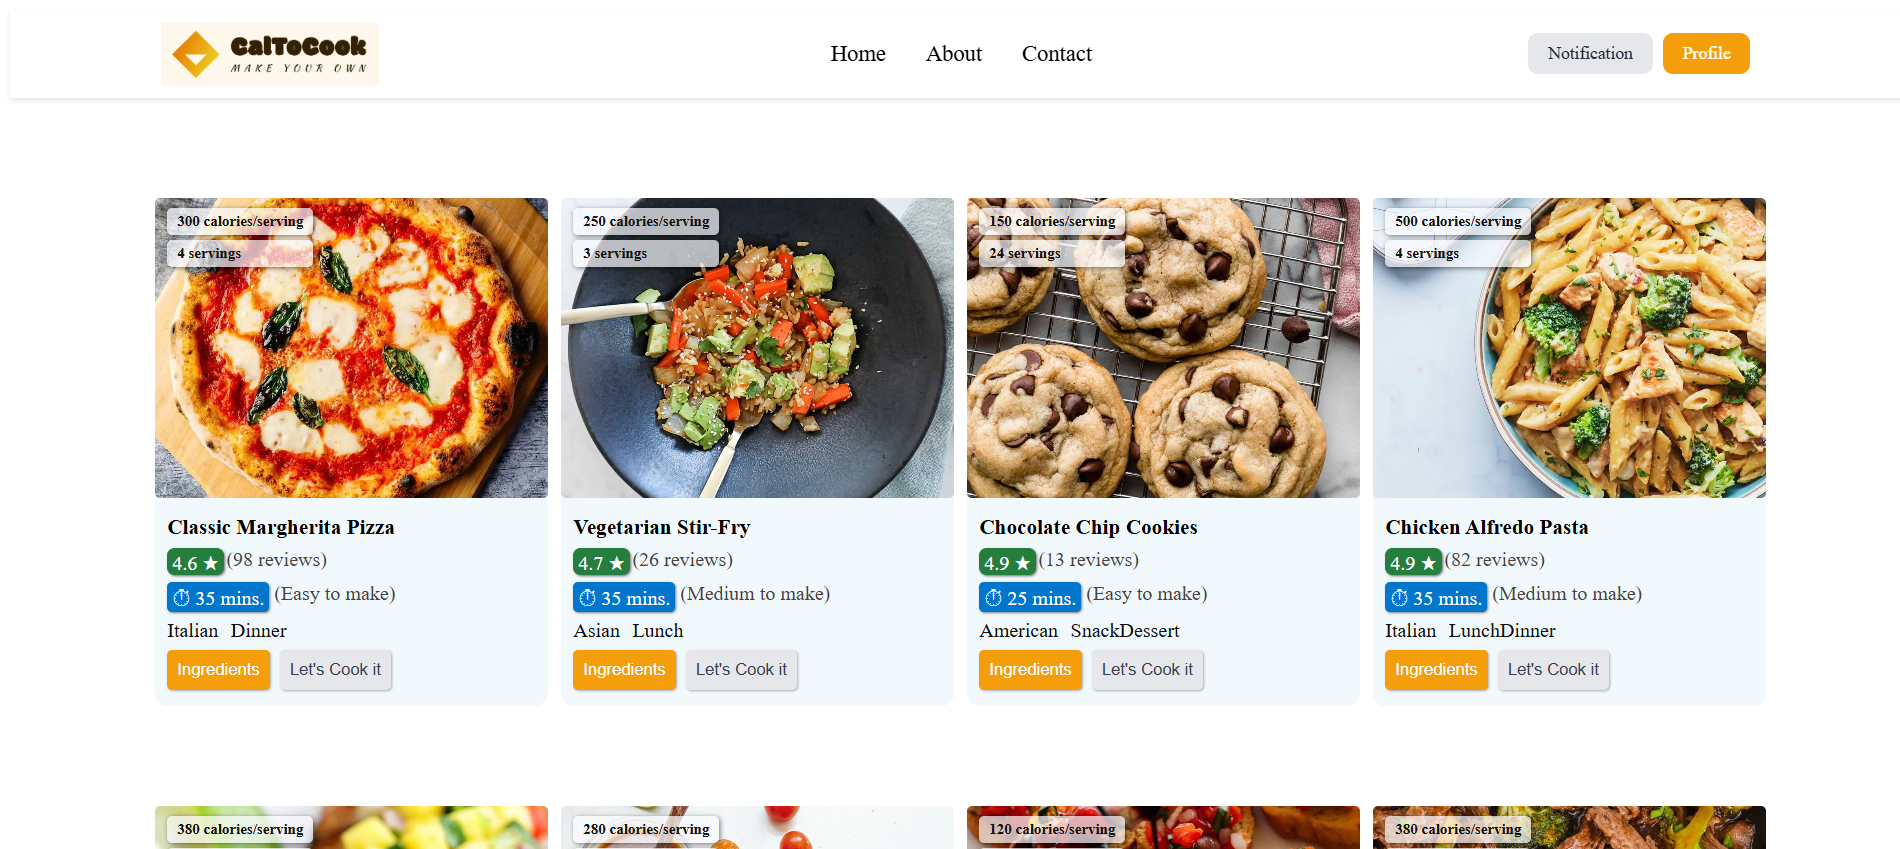 CalToCook
MAKE YOUR OWN
Home About Contact
Notification Profile
300 calories/serving
4 servings
250 calories/serving
3 servings
150 calories/serving
24 servings
500 calories/serving
4 servings
Classic Margherita Pizza
4.6 ★ (98 reviews)
⏱ 35 mins. (Easy to make)
Italian Dinner
Ingredients Let's Cook it
Vegetarian Stir-Fry
4.7 ★ (26 reviews)
⏱ 35 mins. (Medium to make)
Asian Lunch
Ingredients Let's Cook it
Chocolate Chip Cookies
4.9 ★ (13 reviews)
⏱ 25 mins. (Easy to make)
American SnackDessert
Ingredients Let's Cook it
Chicken Alfredo Pasta
4.9 ★ (82 reviews)
⏱ 35 mins. (Medium to make)
Italian LunchDinner
Ingredients Let's Cook it
380 calories/serving
280 calories/serving
120 calories/serving
380 calories/serving